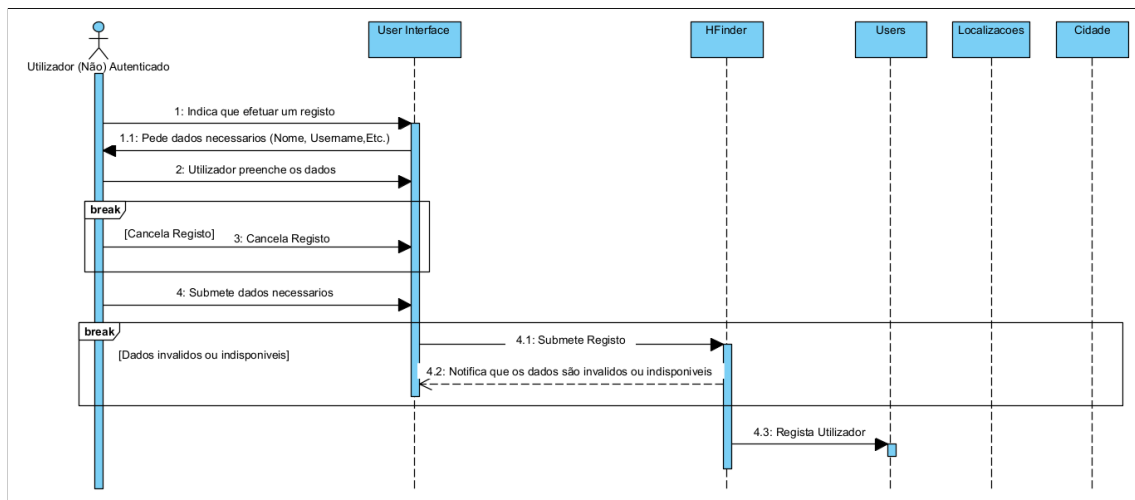 User Interface
HFinder
Users
Localizacoes
Cidade
Utilizador (Não) Autenticado
1: Indica que efetuar um registo
1.1: Pede dados necessarios (Nome, Username,Etc.)
2: Utilizador preenche os dados
break
[Cancela Registo]
3: Cancela Registo
4: Submete dados necessarios
break
4.1: Submete Registo
[Dados invalidos ou indisponiveis]
4.2: Notifica que os dados são invalidos ou indisponiveis
4.3: Regista Utilizador